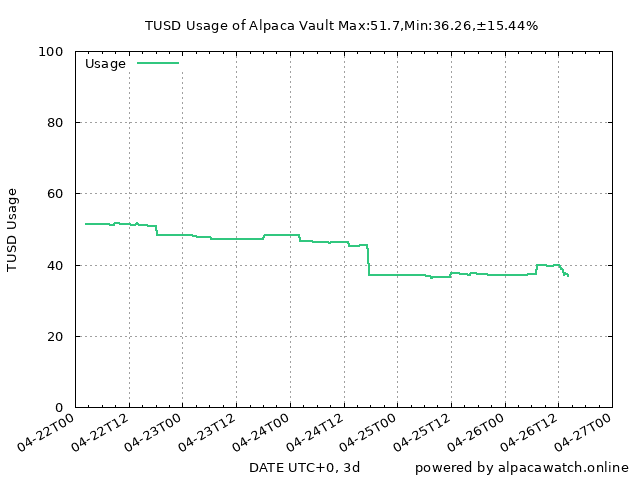 TUSD Usage of Alpaca Vault Max:51.7,Min:36.26,±15.44%
Usage
TUSD Usage
100
80
60
40
20
0
04-22T00
04-22T12
04-23T00
04-23T12
04-24T00
04-24T12
04-25T00
04-25T12
04-26T00
04-26T12
04-27T00
DATE UTC+0, 3d
powered by alpacawatch.online